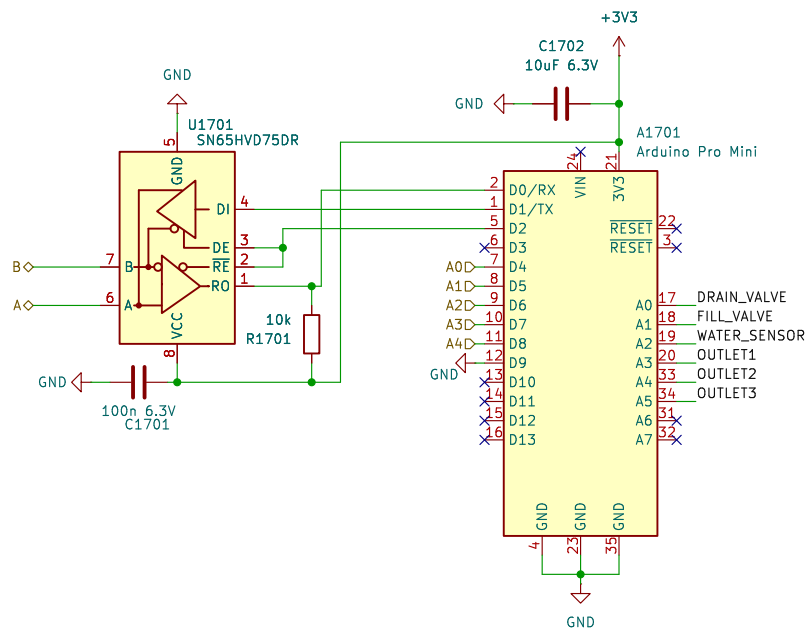 +3V3
C1702
10uF 6.3V
GND
GND
U1701
SN65HVD75DR
A1701
Arduino Pro Mini
5
GND
24
21
VIN
3V3
DI
4
2
D0/RX
1
D1/TX
5
D2
RESET
22
DE
3
6
D3
RESET
3
B
7
B
RE
2
A0
7
D4
RO
1
A1
8
D5
A
6
A
A2
9
D6
A0
17
DRAIN_VALVE
VCC
10k
R1701
A3
10
D7
A1
18
FILL_VALVE
A4
11
D8
A2
19
WATER_SENSOR
8
GND
12
D9
A3
20
OUTLET1
GND
13
D10
A4
33
OUTLET2
100n 6.3V
C1701
14
D11
A5
34
OUTLET3
15
D12
A6
31
16
D13
A7
32
GND
GND
GND
4
23
35
GND